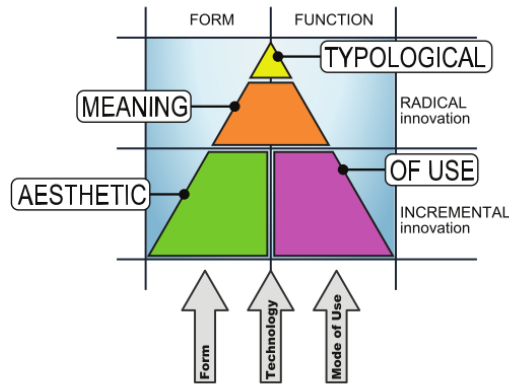 FORM
FUNCTION
TYPOLOGICAL
MEANING
RADICAL
innovation
OF USE
AESTHETIC
INCREMENTAL
innovation
Form
Technology
Mode of Use